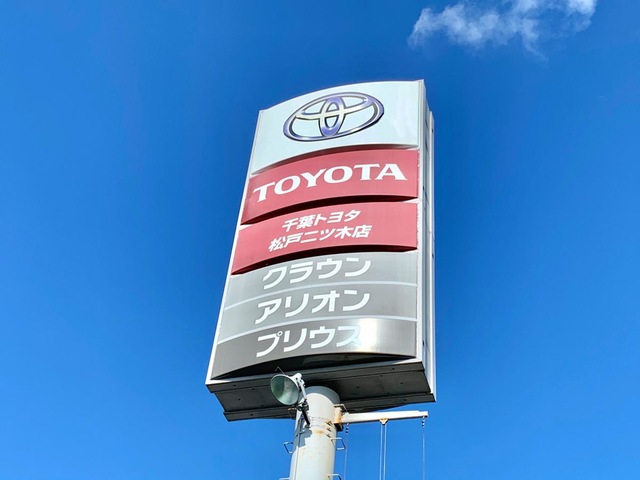 TOYOTA
千葉トヨタ
松戸二ツ木店
クラウン
アリオン
プリウス